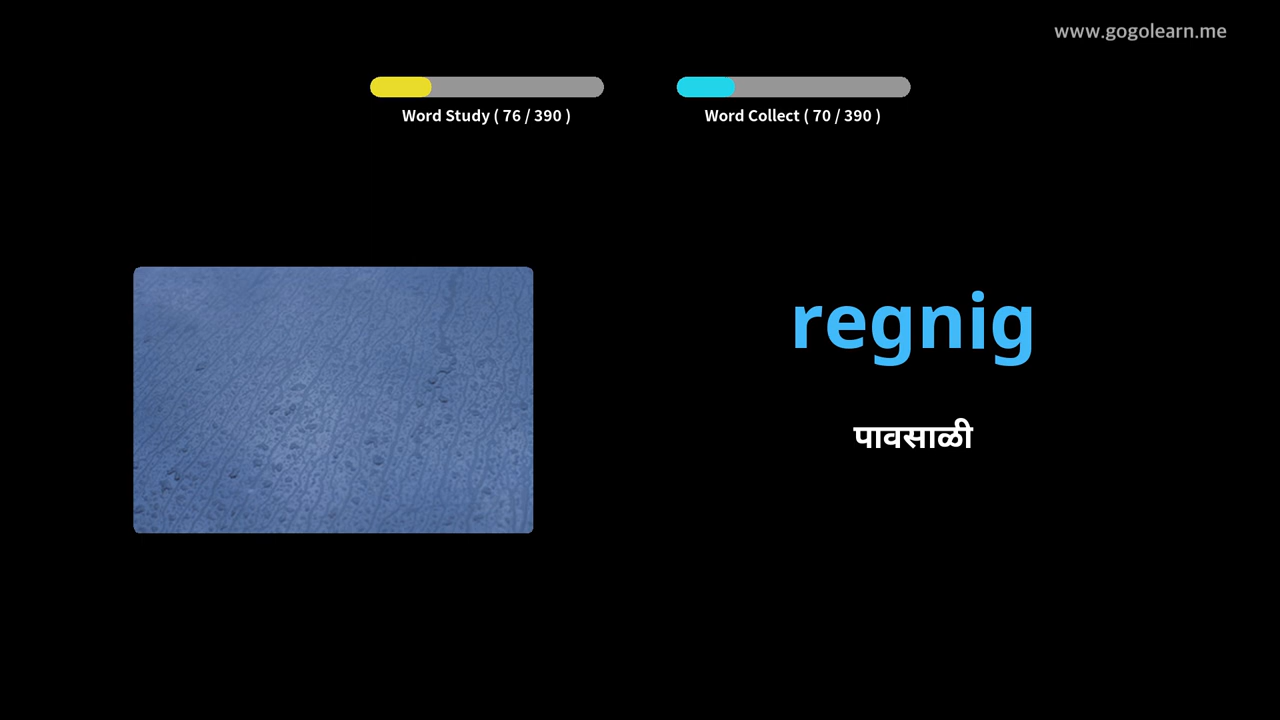 www.gogolearn.me
Word Study ( 76 / 390 )
Word Collect ( 70 / 390 )
regnig
पावसाळी